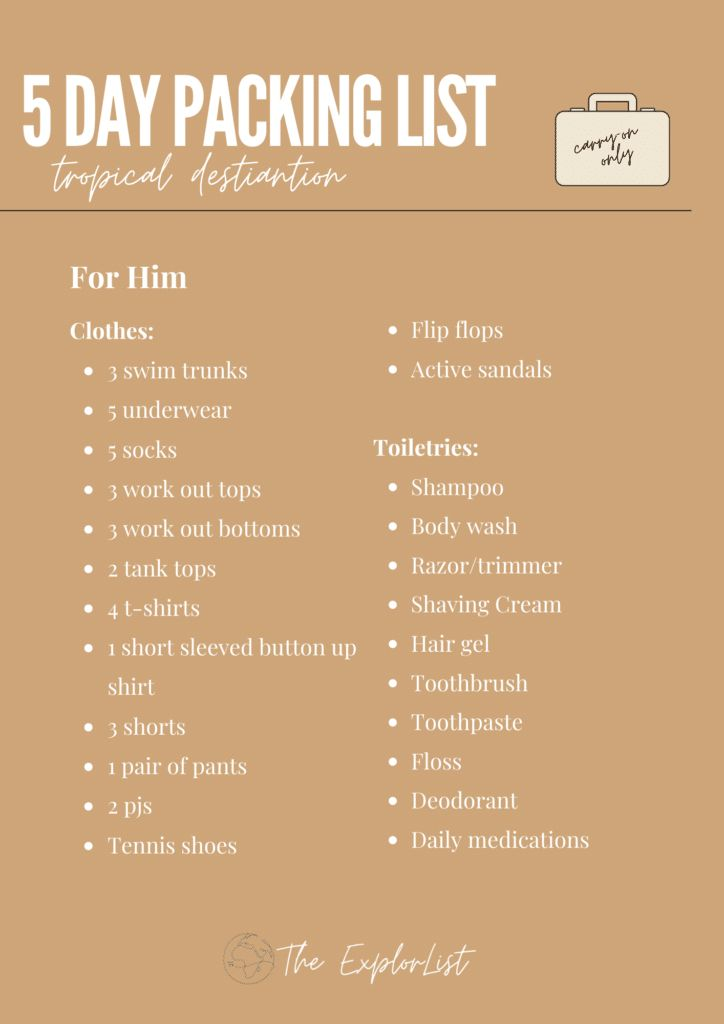 5 DAY PACKING LIST
tropical destiantion
carry-on
only
For Him
Clothes:
• 3 swim trunks
• 5 underwear
• 5 socks
• 3 work out tops
• 3 work out bottoms
• 2 tank tops
• 4 t-shirts
• 1 short sleeved button up
shirt
• 3 shorts
• 1 pair of pants
• 2 pjs
• Tennis shoes
• Flip flops
• Active sandals
Toiletries:
• Shampoo
• Body wash
• Razor/trimmer
• Shaving Cream
• Hair gel
• Toothbrush
• Toothpaste
• Floss
• Deodorant
• Daily medications
The ExplorList